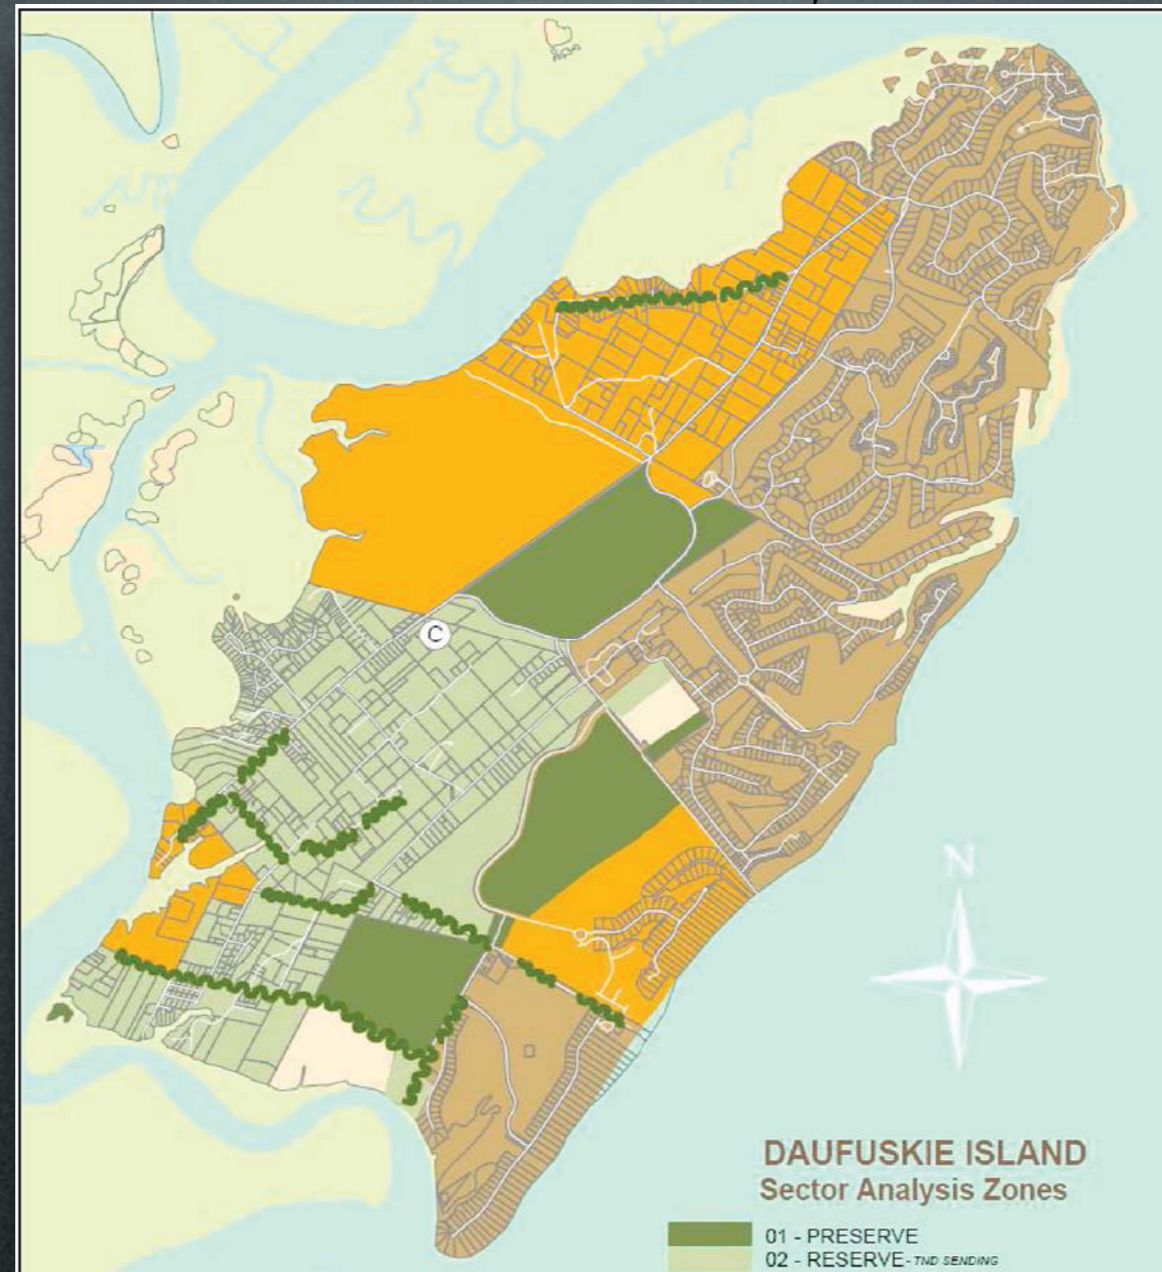 C
N
DAUFUSKIE ISLAND
Sector Analysis Zones
01 - PRESERVE
02 - RESERVE - TND SENDING